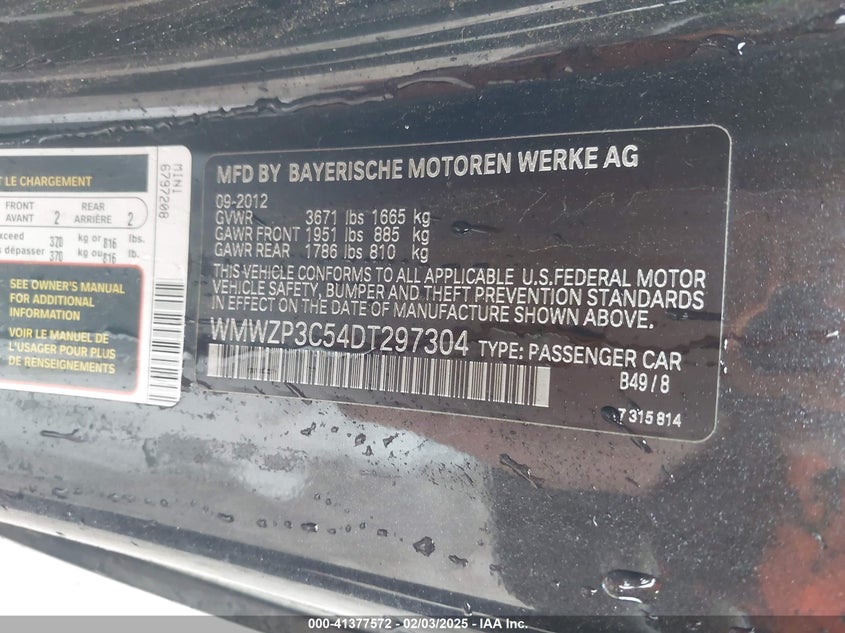 T LE CHARGEMENT
FRONT
AVANT
2
REAR
ARRIÈRE
2
xceed 370 kg or 816 lbs.
s dépasser 370 kg ou 816 lb.
SEE OWNER'S MANUAL
FOR ADDITIONAL
INFORMATION
VOIR LE MANUEL DE
L'USAGER POUR PLUS
DE RENSEIGNEMENTS
MINI
6797208
MFD BY BAYERISCHE MOTOREN WERKE AG
09-2012
GVWR 3671 lbs 1665 kg
GAWR FRONT 1951 lbs 885 kg
GAWR REAR 1786 lbs 810 kg
THIS VEHICLE CONFORMS TO ALL APPLICABLE U.S.FEDERAL MOTOR
VEHICLE SAFETY, BUMPER AND THEFT PREVENTION STANDARDS
IN EFFECT ON THE DATE OF MANUFACTURE SHOWN ABOVE.
WMWZP3C54DT297304 TYPE: PASSENGER CAR
B49 / 8
7 315 814
000-41377572 - 02/03/2025 - IAAI.com